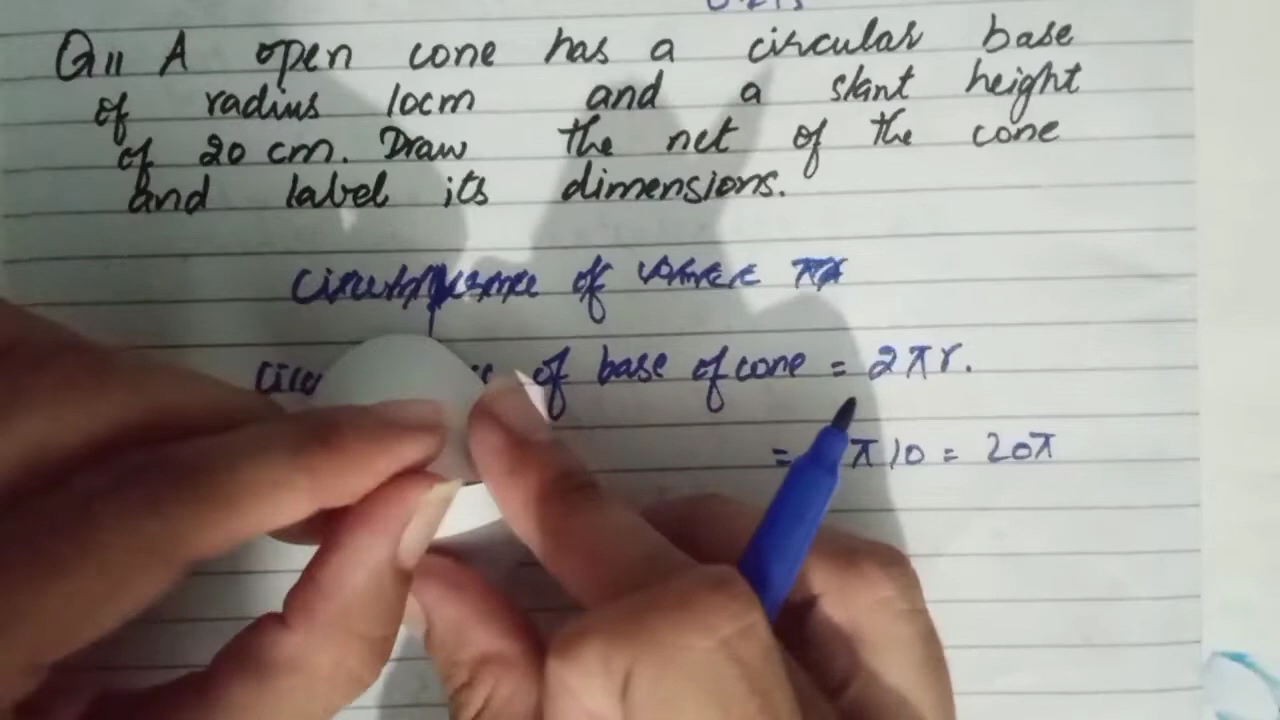 Q11 A open cone has a circular base
of radius 10cm and a slant height
of 20 cm. Draw the net of the cone
and label its dimensions.
of
of base of cone = 2πr.
= π10 = 20π